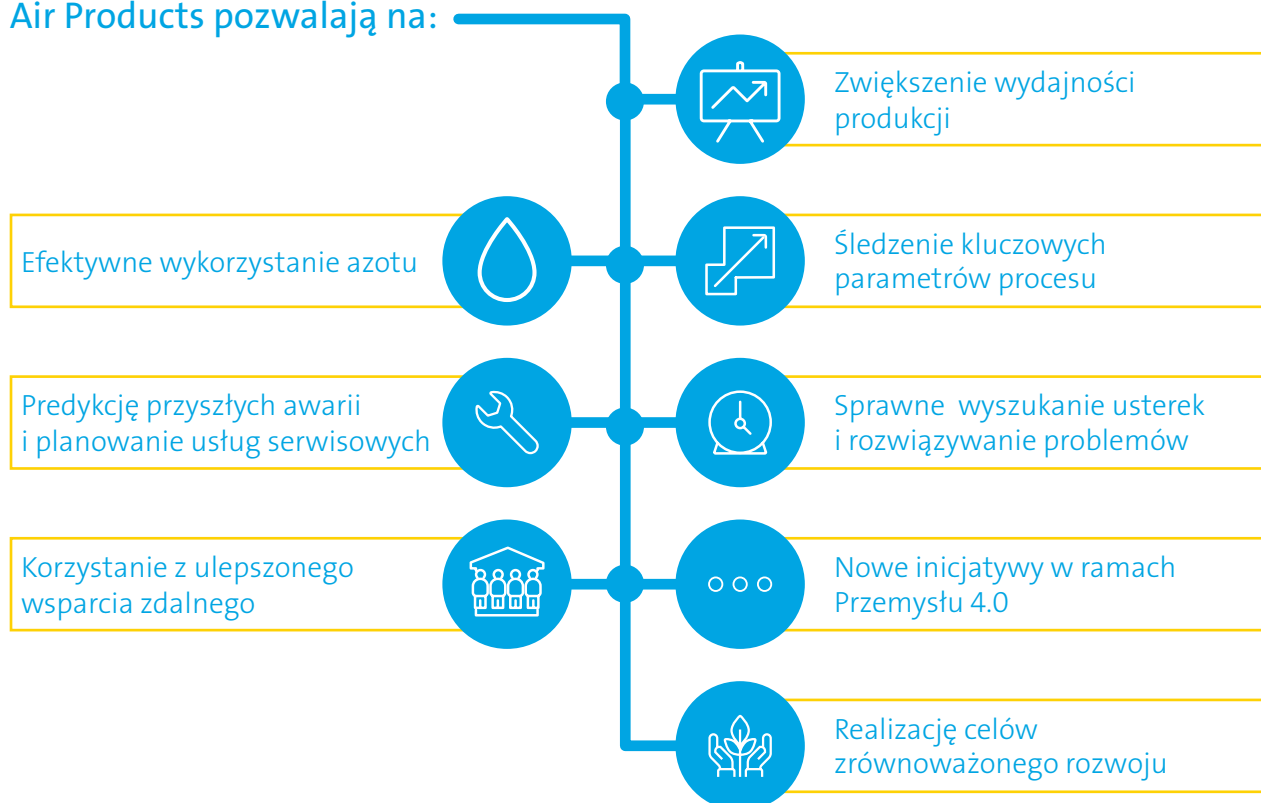 Air Products pozwalają na:
Zwiększenie wydajności
produkcji
Efektywne wykorzystanie azotu
Śledzenie kluczowych
parametrów procesu
Predykcję przyszłych awarii
i planowanie usług serwisowych
Sprawne  wyszukanie usterek
i rozwiązywanie problemów
Korzystanie z ulepszonego
wsparcia zdalnego
Nowe inicjatywy w ramach
Przemysłu 4.0
Realizację celów
zrównoważonego rozwoju